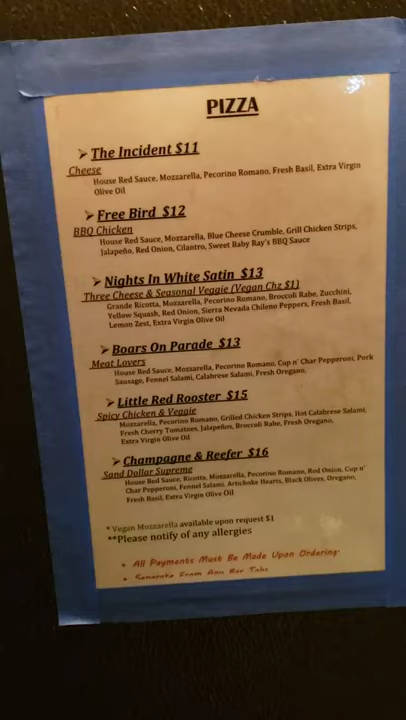 PIZZA
➢ The Incident $11
Cheese
House Red Sauce, Mozzarella, Pecorino Romano, Fresh Basil, Extra Virgin
Olive Oil
➢ Free Bird $12
BBQ Chicken
House Red Sauce, Mozzarella, Blue Cheese Crumble, Grill Chicken Strips,
Jalapeño, Red Onion, Cilantro, Sweet Baby Ray's BBQ Sauce
➢ Nights In White Satin $13
Three Cheese & Seasonal Veggie (Vegan Chz $1)
Grande Ricotta, Mozzarella, Pecorino Romano, Broccoli Rabe, Zucchini,
Yellow Squash, Red Onion, Sierra Nevada Chileno Peppers, Fresh Basil,
Lemon Zest, Extra Virgin Olive Oil
➢ Boars On Parade $13
Meat Lovers
House Red Sauce, Mozzarella, Pecorino Romano, Cup n' Char Pepperoni, Pork
Sausage, Fennel Salami, Calabrese Salami, Fresh Oregano,
➢ Little Red Rooster $15
Spicy Chicken & Veggie
Mozzarella, Pecorino Romano, Grilled Chicken Strips, Hot Calabrese Salami,
Fresh Cherry Tomatoes, Jalapeños, Broccoli Rabe, Fresh Oregano,
Extra Virgin Olive Oil
➢ Champagne & Reefer $16
Sand Dollar Supreme
House Red Sauce, Ricotta, Mozzarella, Pecorino Romano, Red Onion, Cup n'
Char Pepperoni, Fennel Salami, Artichoke Hearts, Black Olives, Oregano,
Fresh Basil, Extra Virgin Olive Oil
* Vegan Mozzarella available upon request $1
**Please notify of any allergies
• All Payments Must Be Made Upon Ordering.
• Separate From Any Bar Tabs